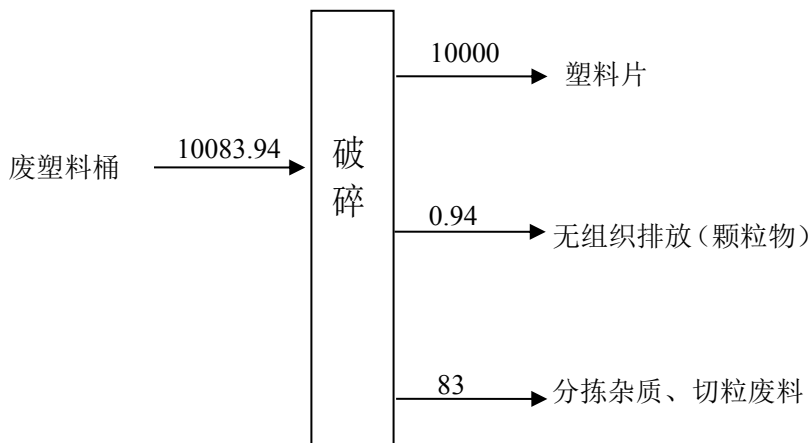 10000
塑料片
10083.94
废塑料桶
破
碎
0.94
无组织排放（颗粒物）
83
分拣杂质、切粒废料